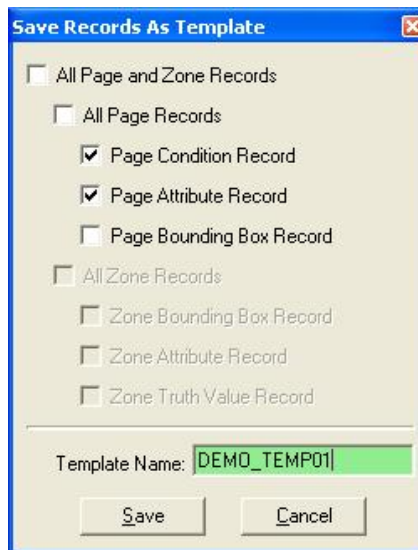 Save Records As Template
All Page and Zone Records
All Page Records
Page Condition Record
Page Attribute Record
Page Bounding Box Record
All Zone Records
Zone Bounding Box Record
Zone Attribute Record
Zone Truth Value Record
Template Name: DEMO_TEMP01
Save Cancel